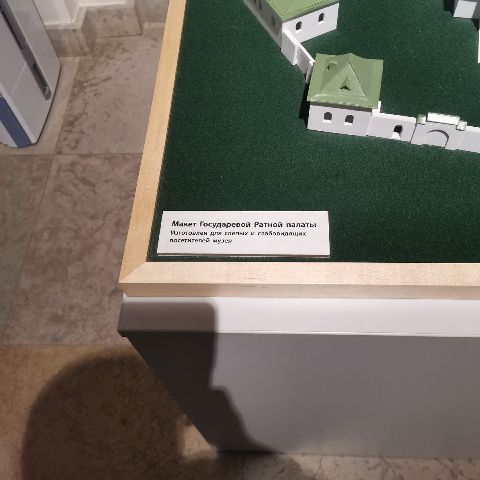 Макет Государевой Ратной палаты
Изготовлен для слепых и слабовидящих
посетителей музея